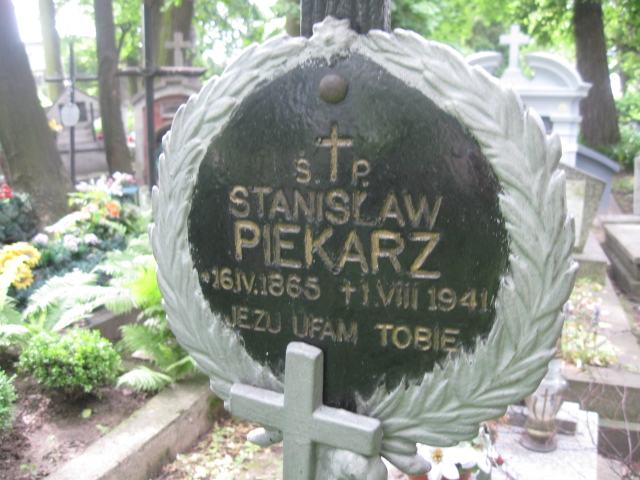 Ś. † P.
STANISŁAW
PIEKARZ
* 16.IV.1865 † 1.VIII 1941
JEZU UFAM TOBIE